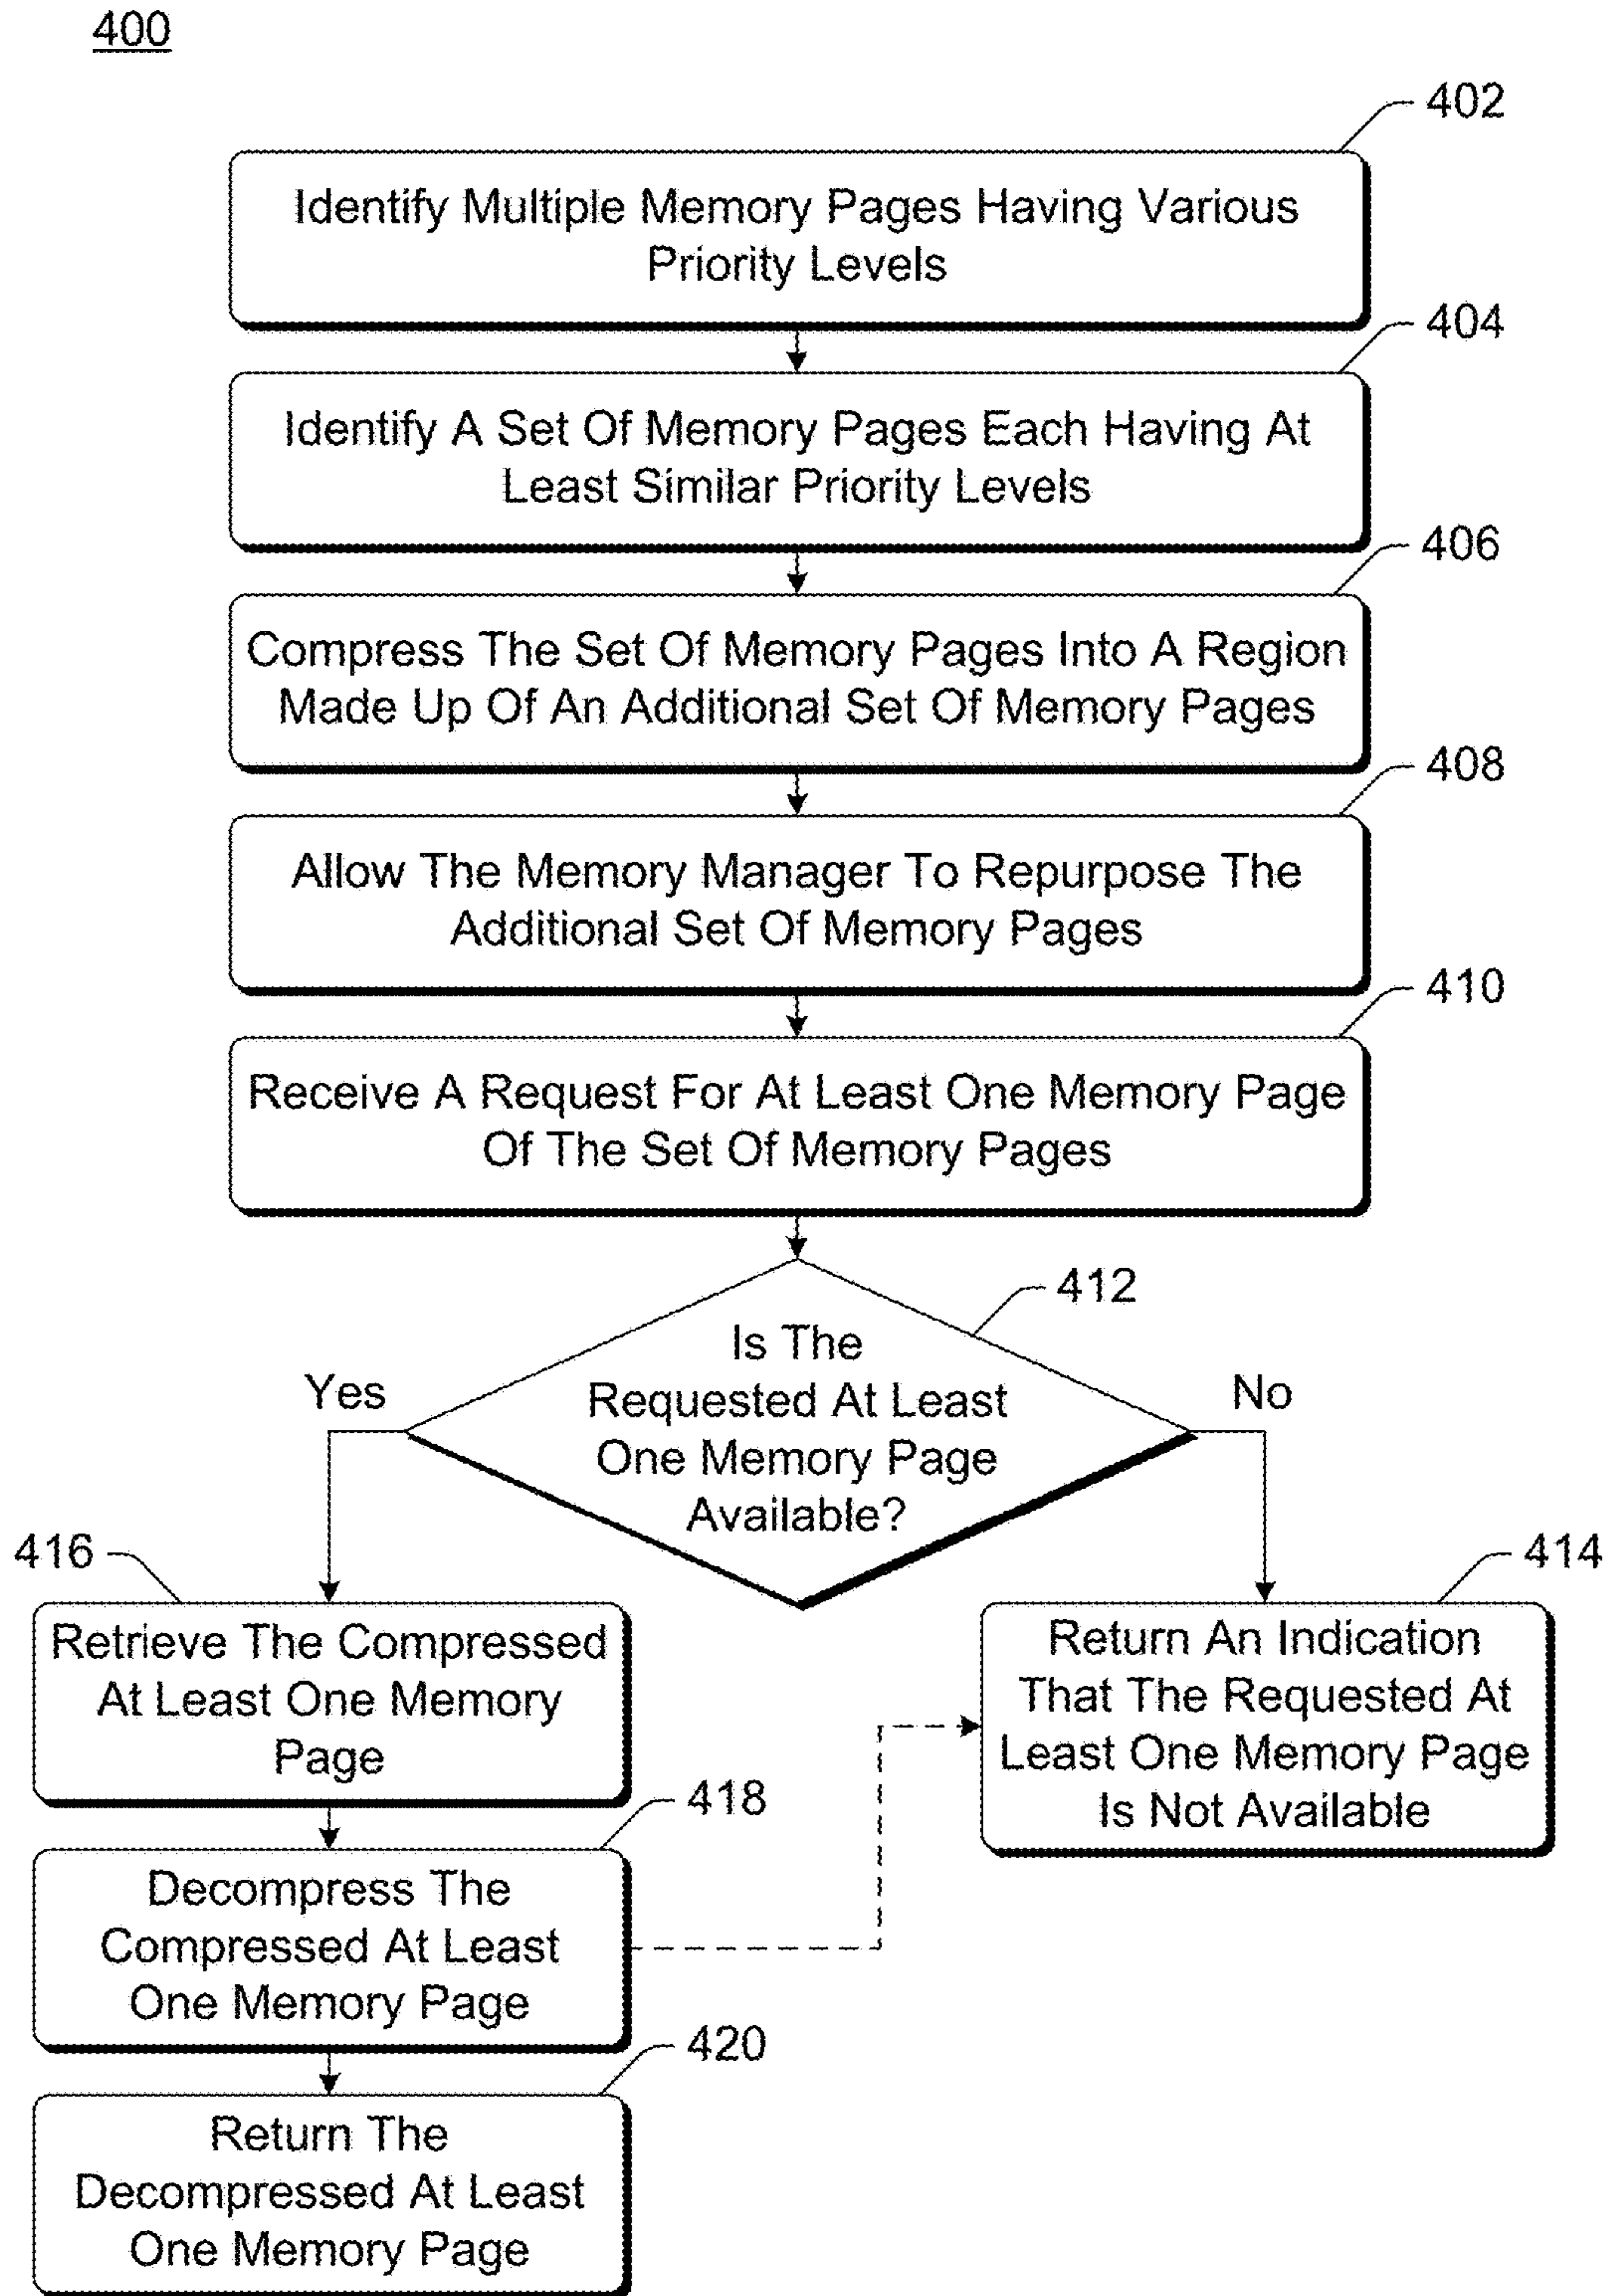 400
402
Identify Multiple Memory Pages Having Various
Priority Levels
404
Identify A Set Of Memory Pages Each Having At
Least Similar Priority Levels
406
Compress The Set Of Memory Pages Into A Region
Made Up Of An Additional Set Of Memory Pages
408
Allow The Memory Manager To Repurpose The
Additional Set Of Memory Pages
410
Receive A Request For At Least One Memory Page
Of The Set Of Memory Pages
412
Is The
Requested At Least
One Memory Page
Available?
Yes
No
416
Retrieve The Compressed
At Least One Memory
Page
414
Return An Indication
That The Requested At
Least One Memory Page
Is Not Available
418
Decompress The
Compressed At Least
One Memory Page
420
Return The
Decompressed At Least
One Memory Page